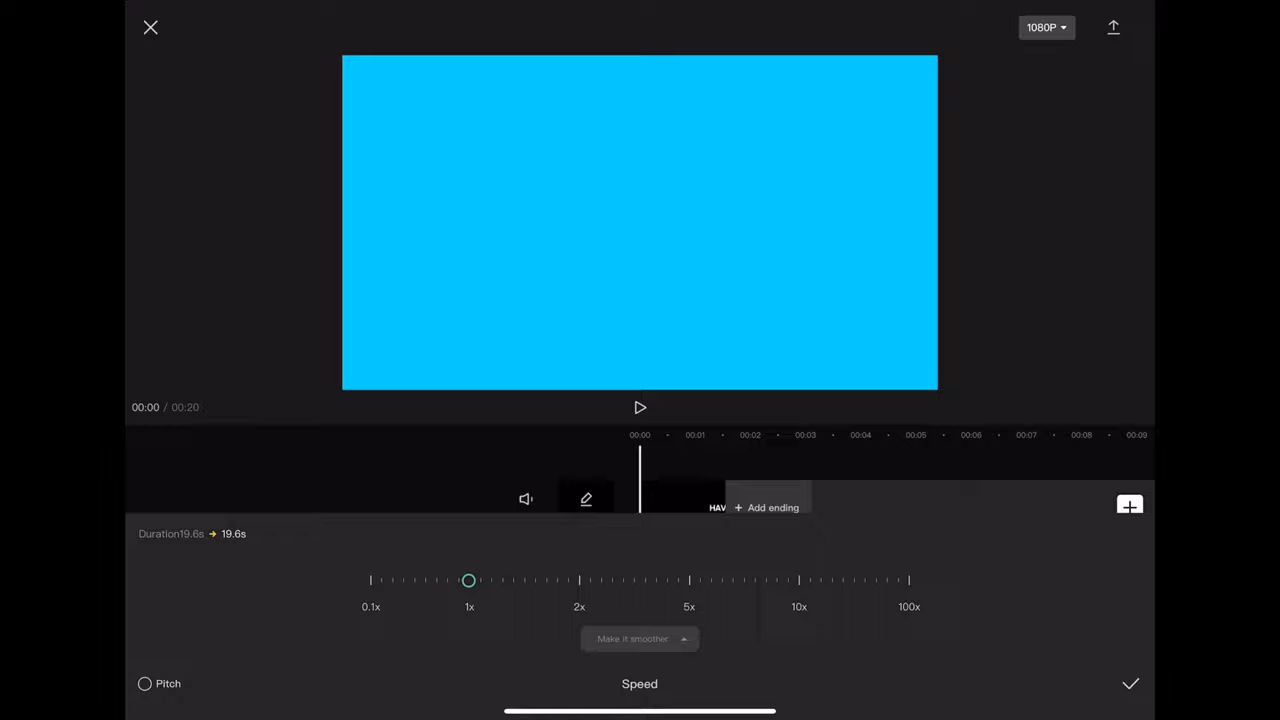 1080P
00:00 / 00:20
00:00 00:01 00:02 00:03 00:04 00:05 00:06 00:07 00:08 00:09
HAV + Add ending
Duration19.6s → 19.6s
0.1x 1x 2x 5x 10x 100x
Make it smoother
Pitch
Speed